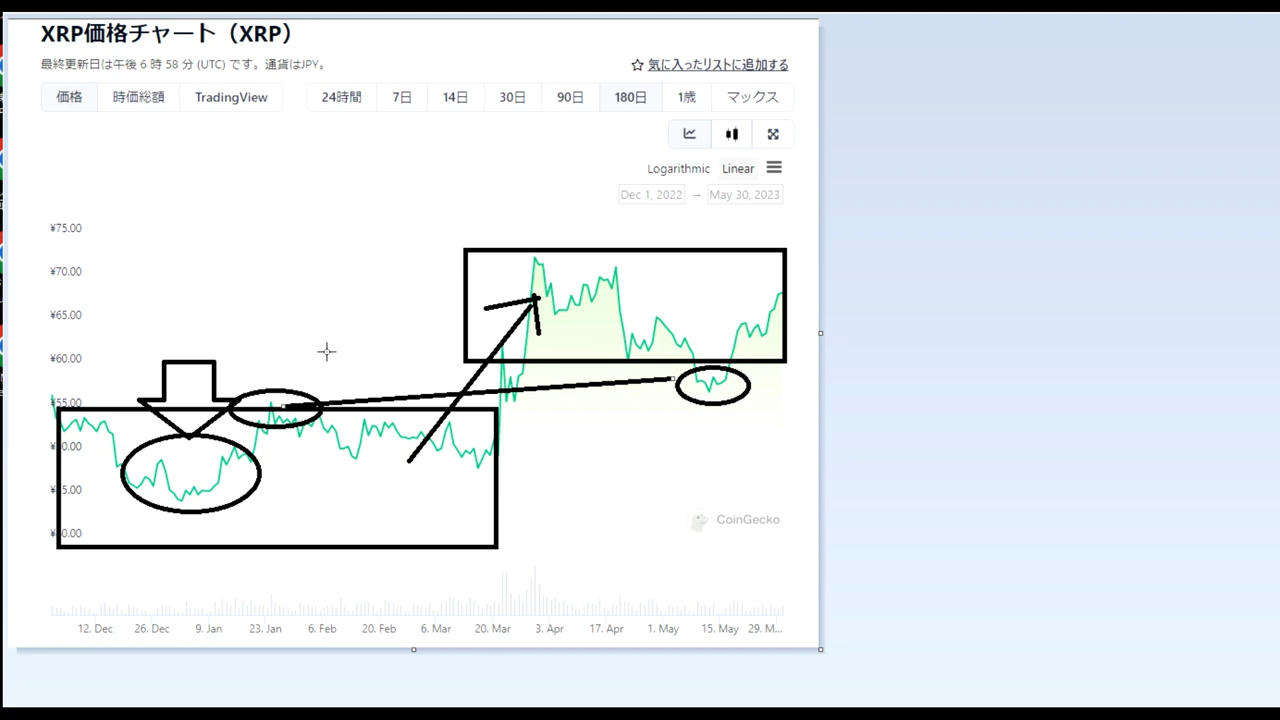 XRP価格チャート（XRP）
最終更新日は午後 6 時 58 分 (UTC) です。通貨はJPY。
気に入ったリストに追加する
価格 時価総額 TradingView 24時間 7日 14日 30日 90日 180日 1歳 マックス
Logarithmic Linear
Dec 1, 2022 → May 30, 2023
¥75.00
¥70.00
¥65.00
¥60.00
¥55.00
CoinGecko
12. Dec 26. Dec 9. Jan 23. Jan 6. Feb 20. Feb 6. Mar 20. Mar 3. Apr 17. Apr 1. May 15. May 29. M...